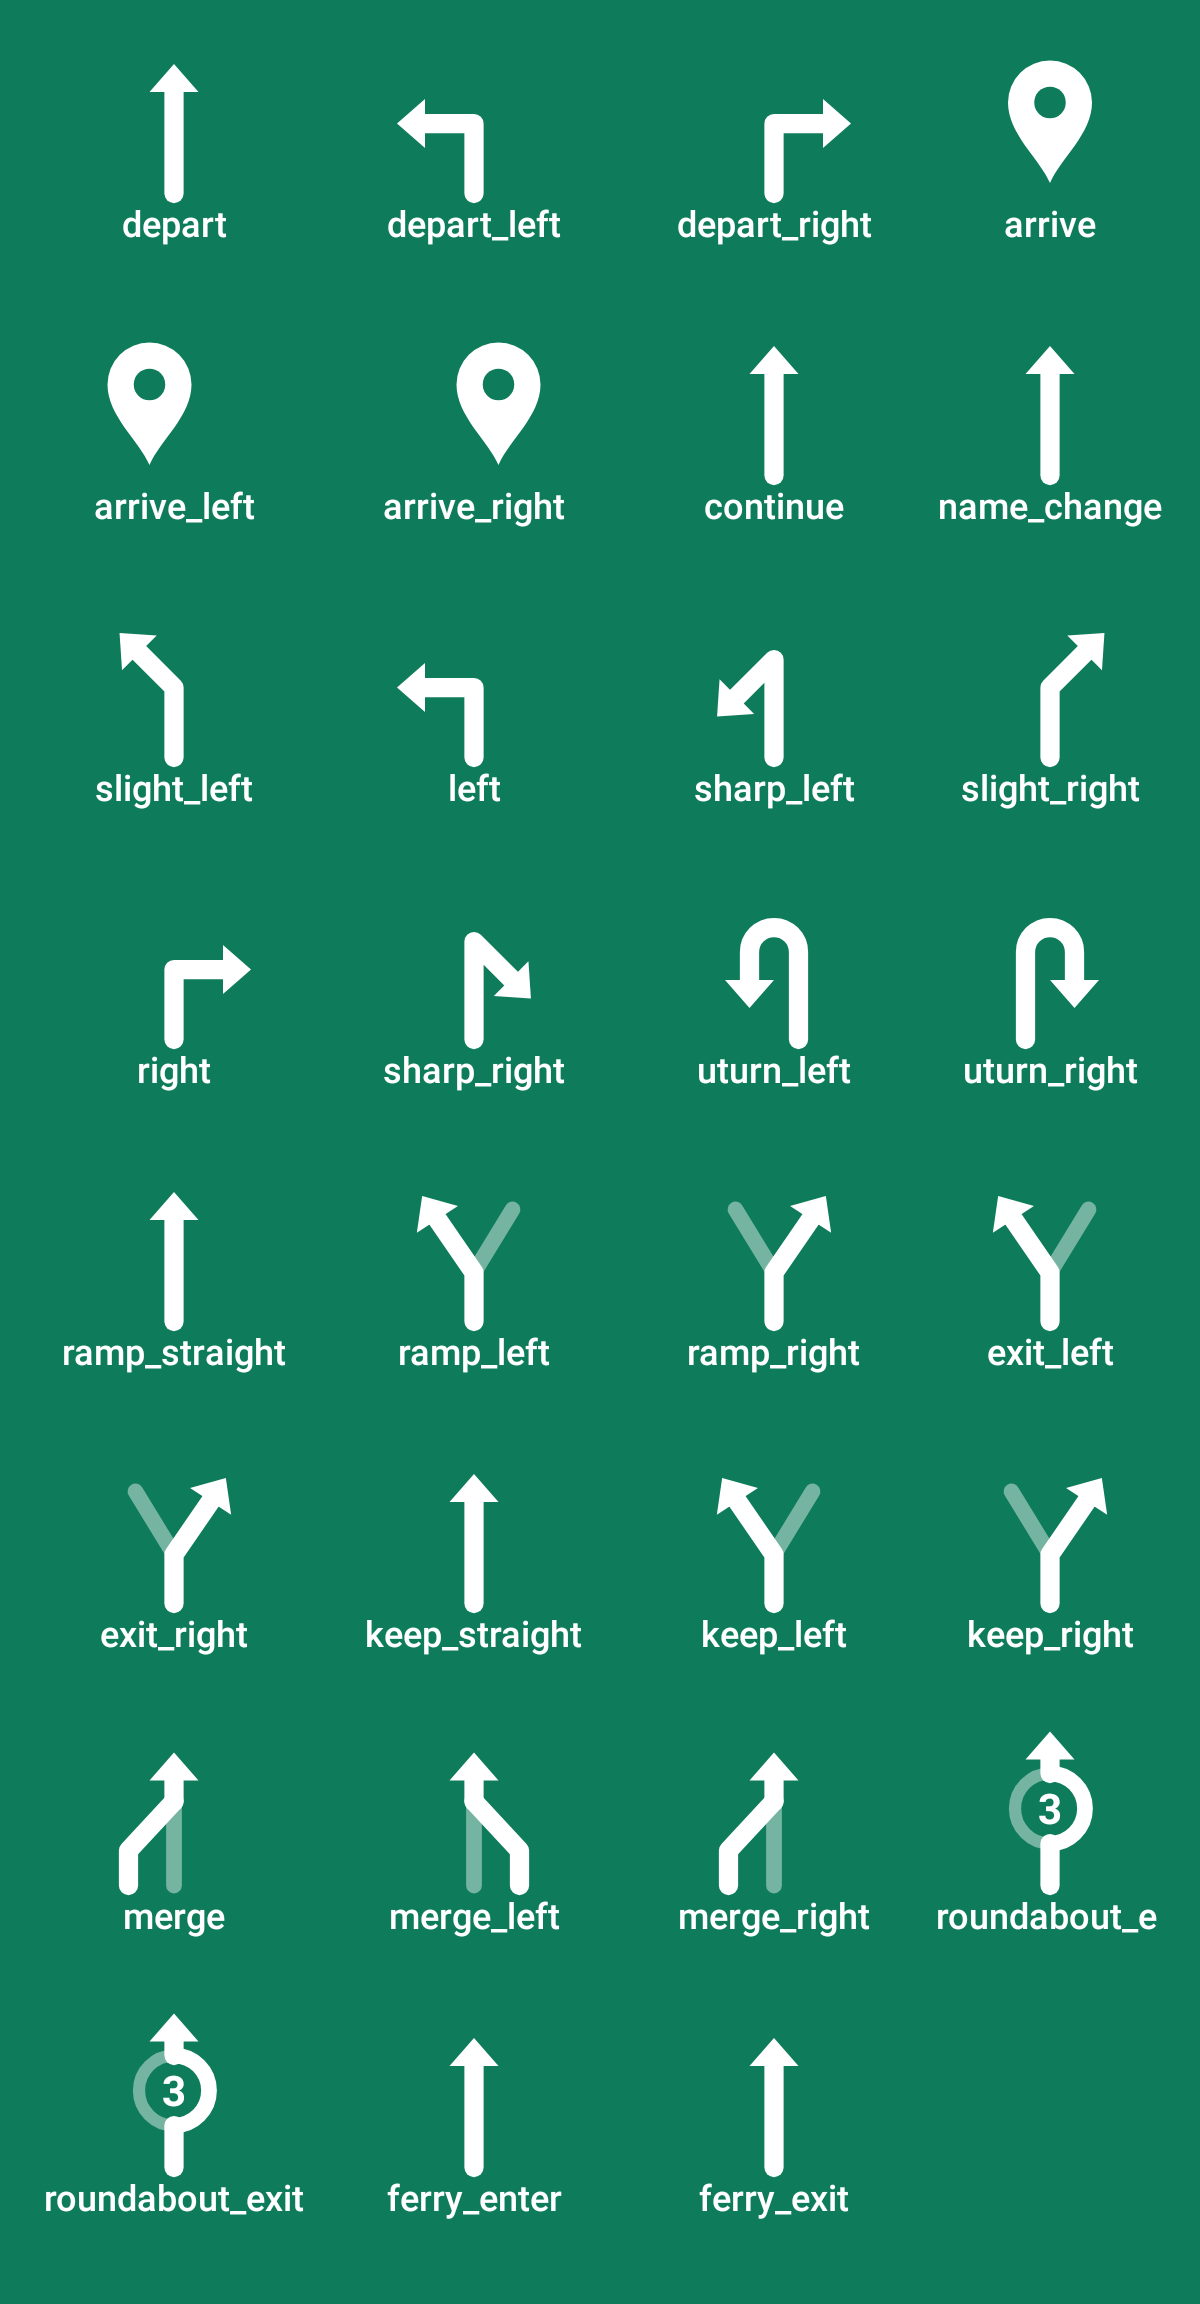 depart
depart_left
depart_right
arrive
arrive_left
arrive_right
continue
name_change
slight_left
left
sharp_left
slight_right
right
sharp_right
uturn_left
uturn_right
ramp_straight
ramp_left
ramp_right
exit_left
exit_right
keep_straight
keep_left
keep_right
3
merge
merge_left
merge_right
roundabout_e
3
roundabout_exit
ferry_enter
ferry_exit